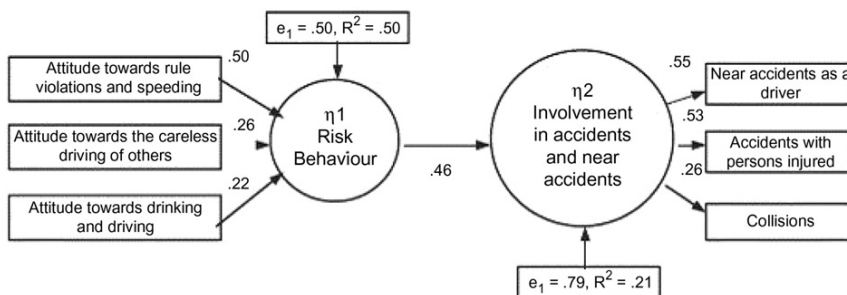 e₁ = .50, R² = .50
.50
Attitude towards rule
violations and speeding
.26
Attitude towards the careless
driving of others
.22
Attitude towards drinking
and driving
η1
Risk
Behaviour
.46
η2
Involvement
in accidents
and near
accidents
.55
Near accidents as a
driver
.53
Accidents with
persons injured
.26
Collisions
e₁ = .79, R² = .21